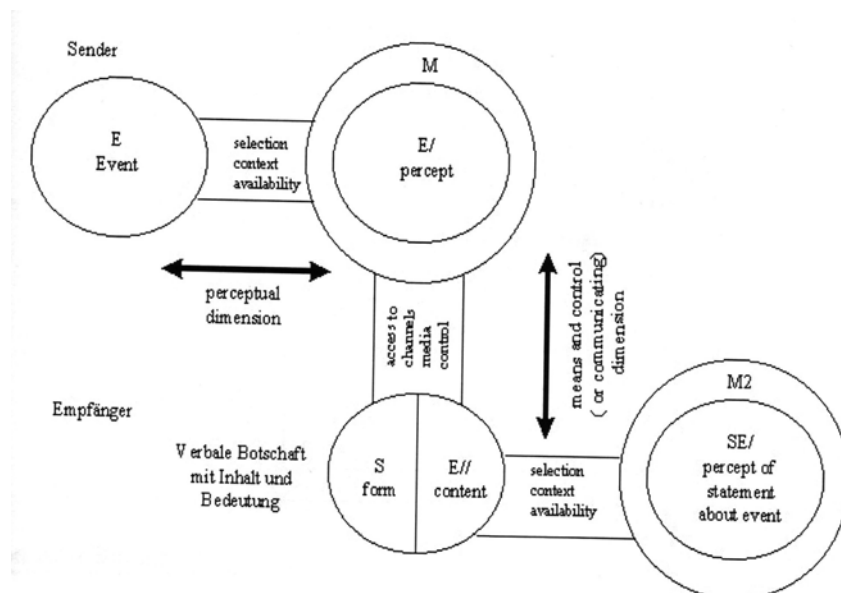 Sender
M
E
Event
selection
context
availability
E/
percept
perceptual
dimension
access to
channels
media
control
means and control
( or communicating)
dimension
Empfänger
Verbale Botschaft
mit Inhalt und
Bedeutung
S
form
E//
content
selection
context
availability
M2
SE/
percept of
statement
about event